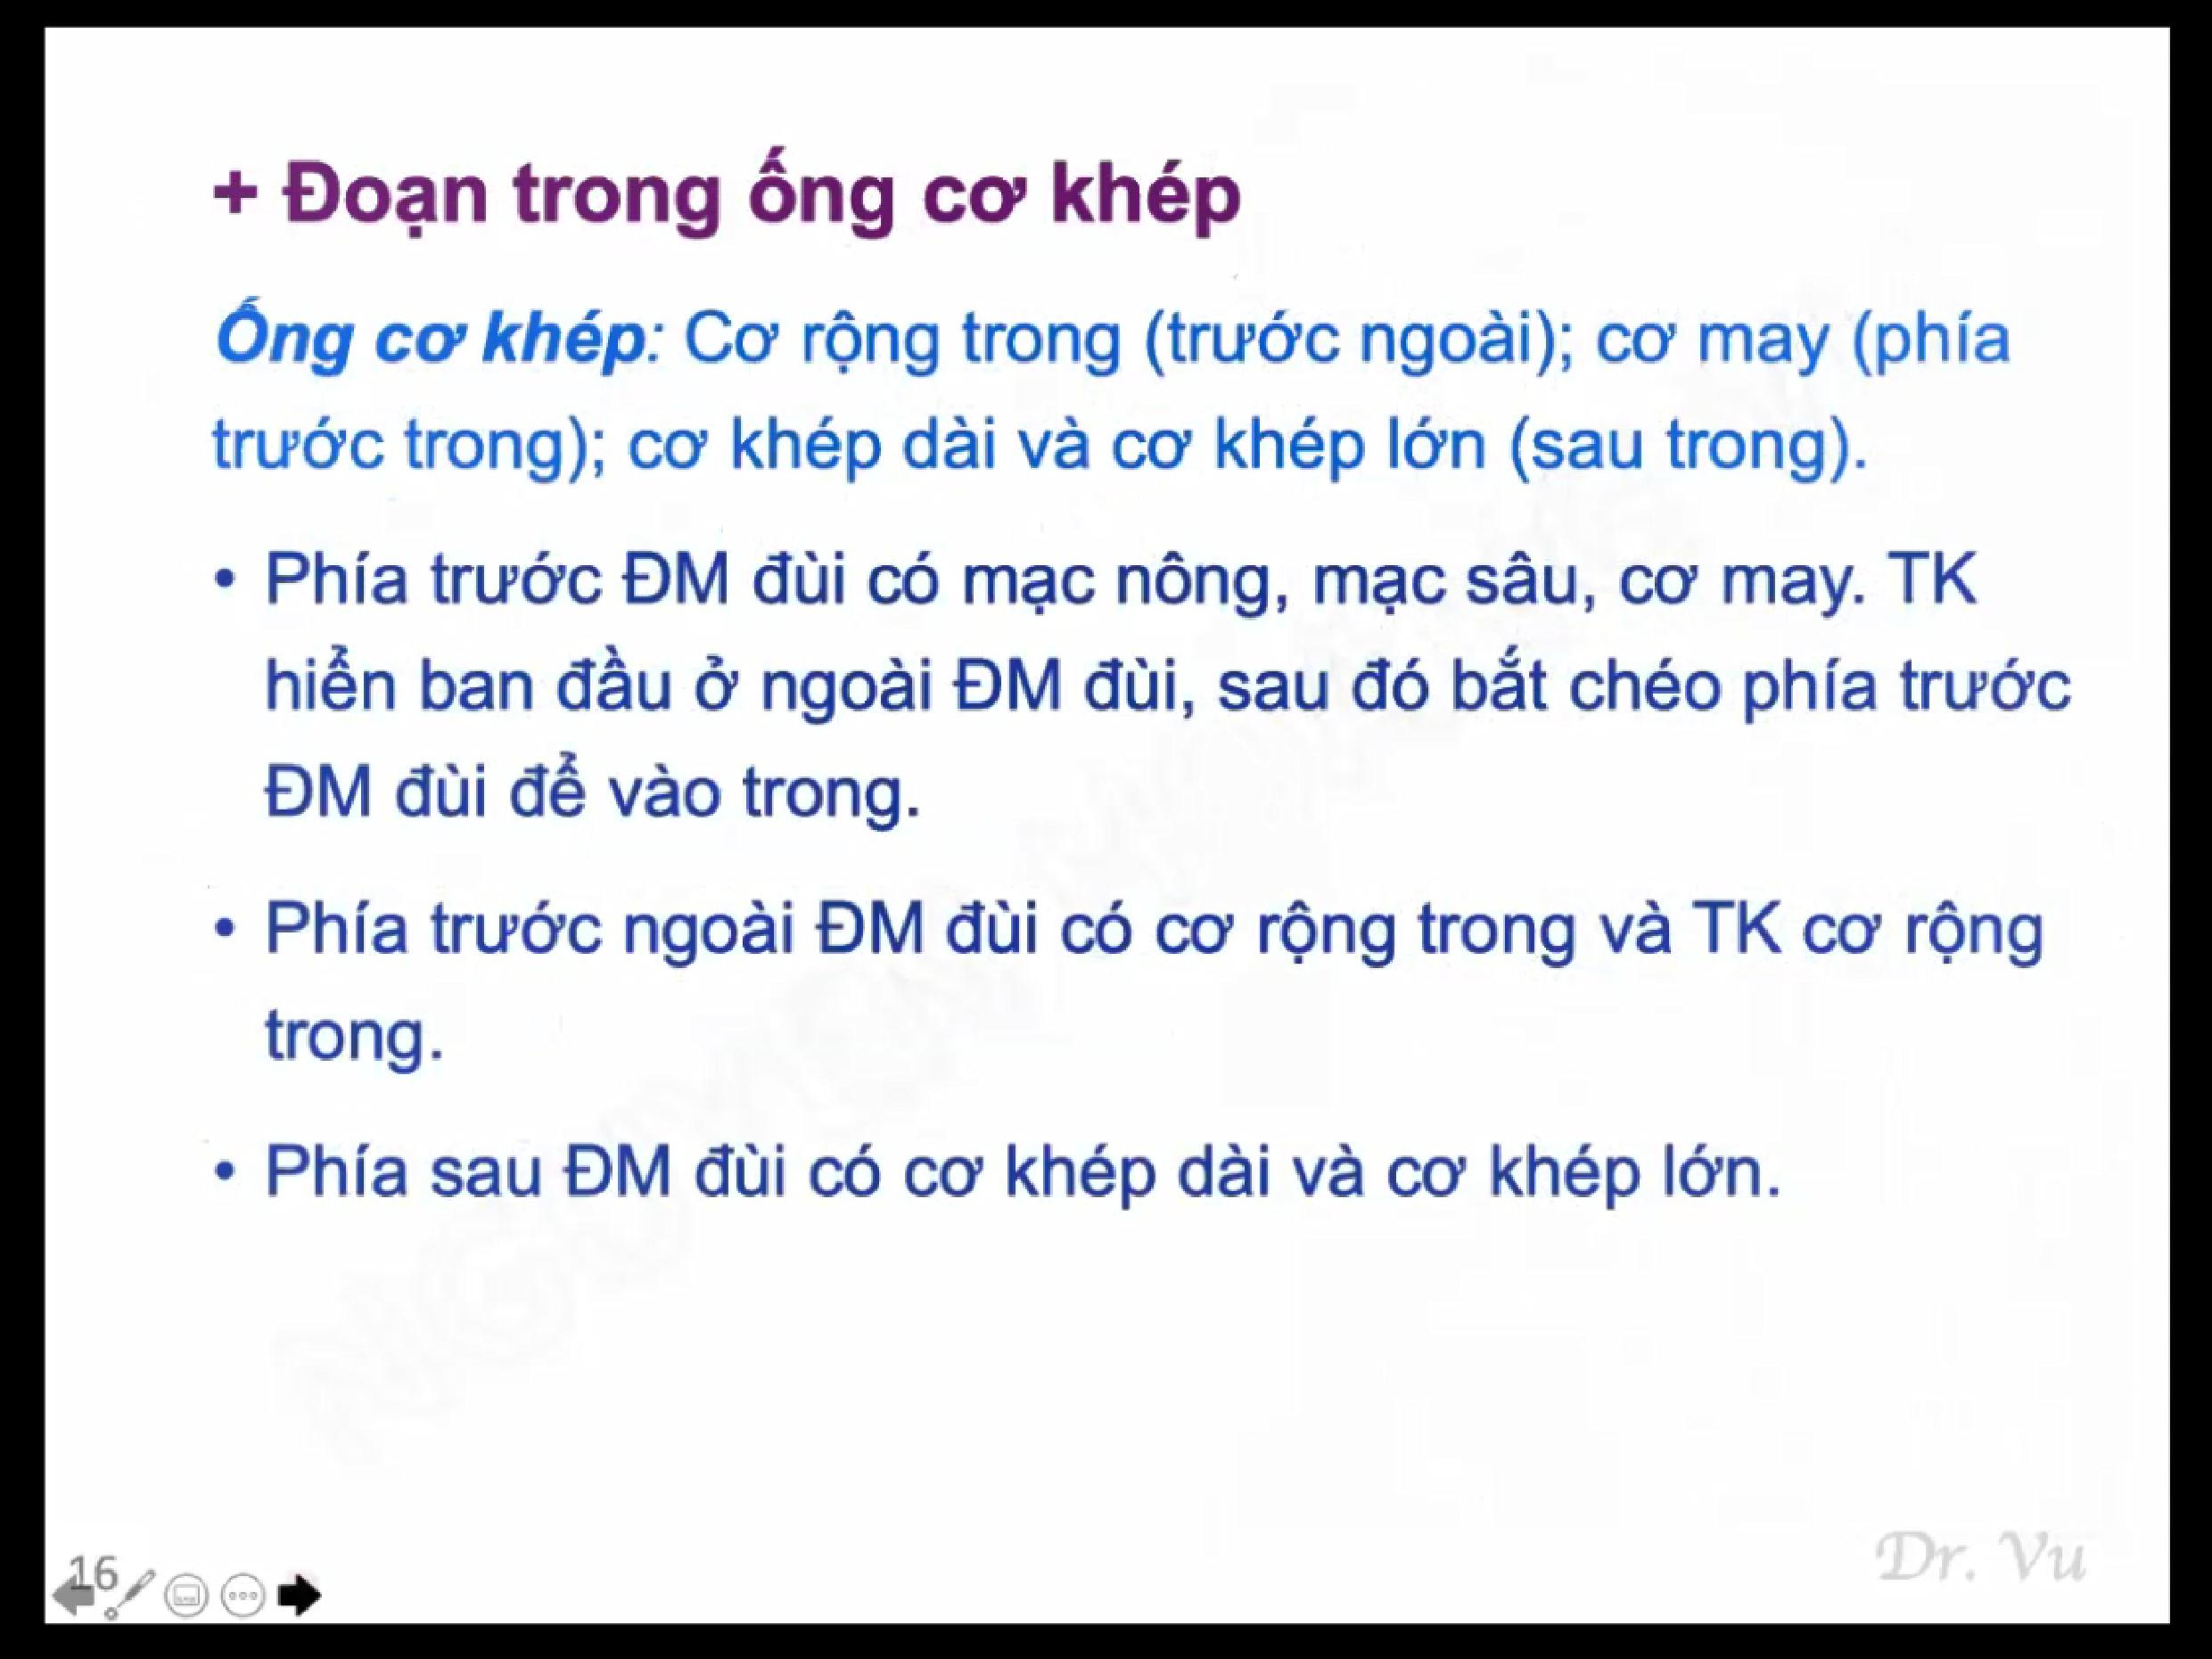 + Đoạn trong ống cơ khép
Ống cơ khép: Cơ rộng trong (trước ngoài); cơ may (phía
trước trong); cơ khép dài và cơ khép lớn (sau trong).
• Phía trước ĐM đùi có mạc nông, mạc sâu, cơ may. TK
hiển ban đầu ở ngoài ĐM đùi, sau đó bắt chéo phía trước
ĐM đùi để vào trong.
• Phía trước ngoài ĐM đùi có cơ rộng trong và TK cơ rộng
trong.
• Phía sau ĐM đùi có cơ khép dài và cơ khép lớn.
16
Dr. Vu